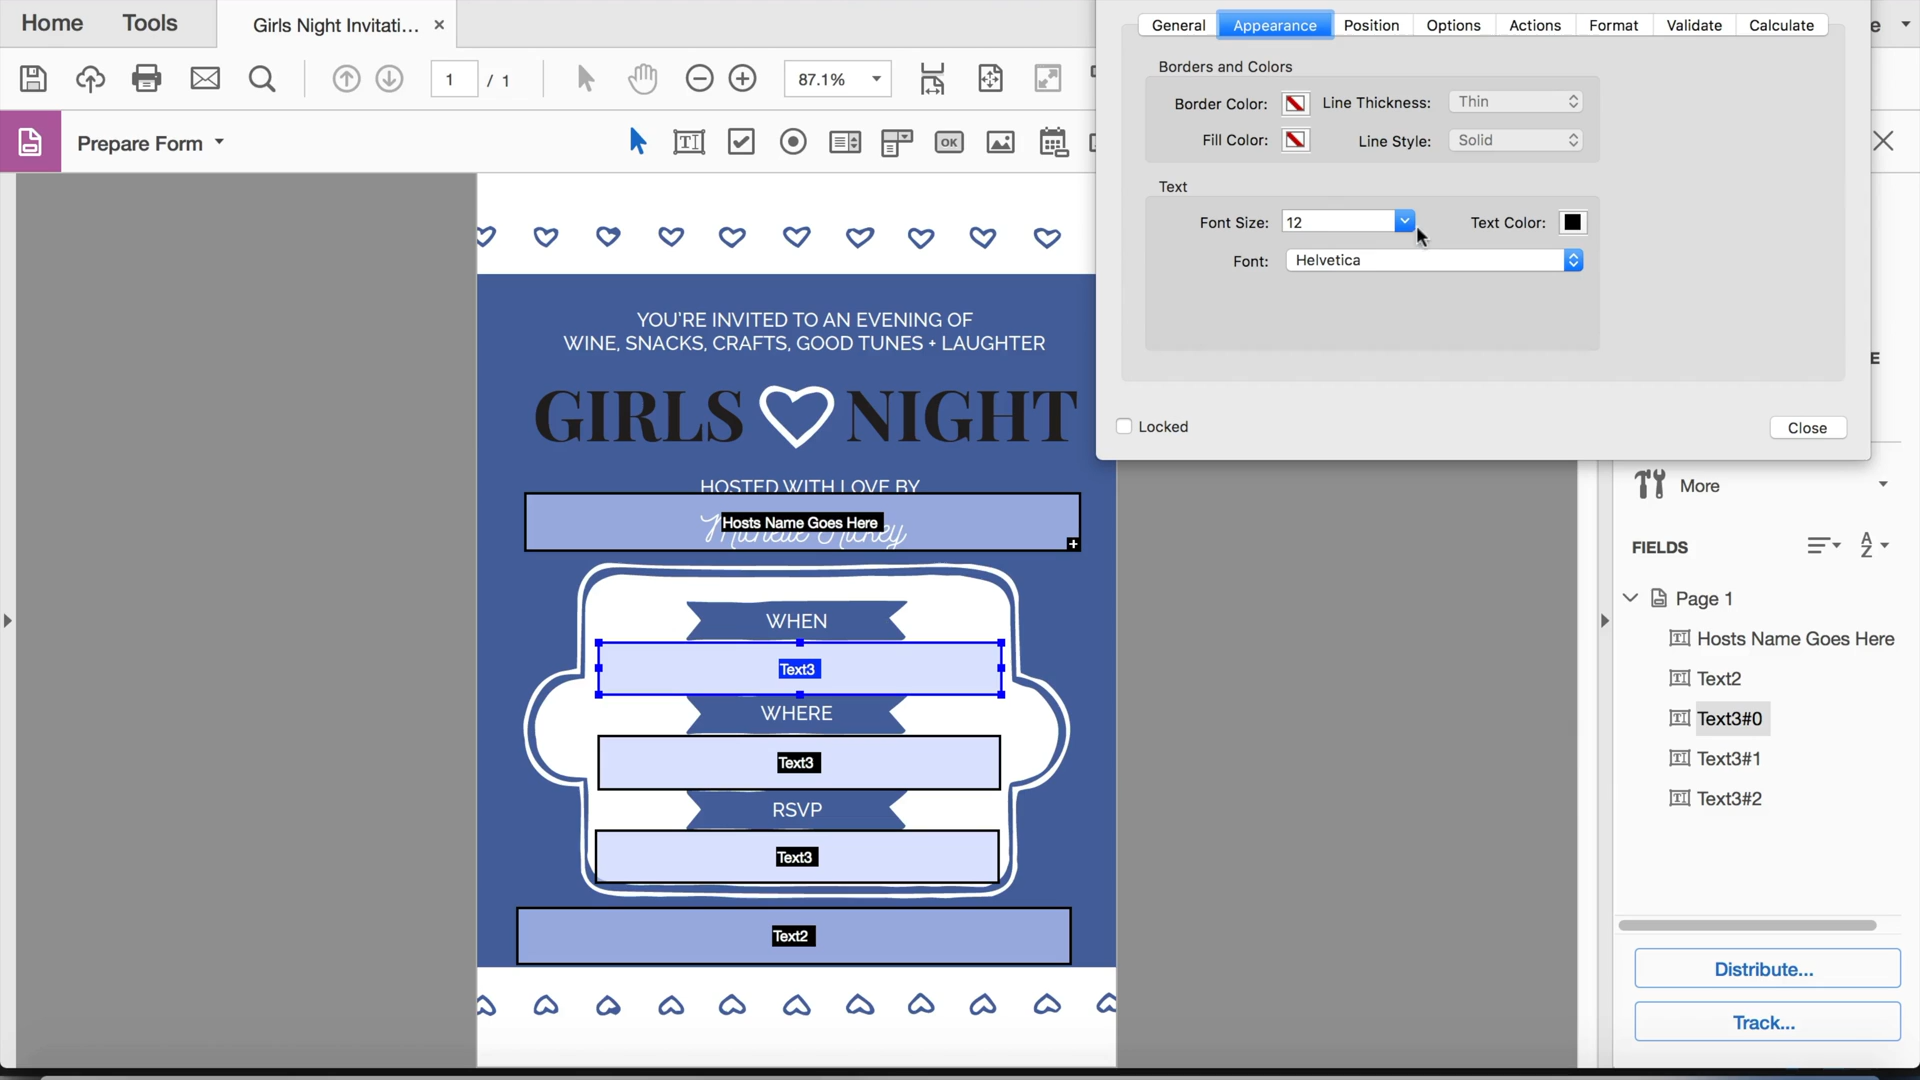 Home Tools Girls Night Invitati... ×
1 / 1 87.1%
Prepare Form OK
General Appearance Position Options Actions Format Validate Calculate
Borders and Colors
Border Color: Line Thickness: Thin
Fill Color: Line Style: Solid
Text
Font Size: 12 Text Color:
Font: Helvetica
Locked Close
YOU'RE INVITED TO AN EVENING OF
WINE, SNACKS, CRAFTS, GOOD TUNES + LAUGHTER
GIRLS NIGHT
HOSTED WITH LOVE BY
Hosts Name Goes Here
WHEN
Text3
WHERE
Text3
RSVP
Text3
Text2
More
FIELDS
Page 1
Hosts Name Goes Here
Text2
Text3#0
Text3#1
Text3#2
Distribute...
Track...